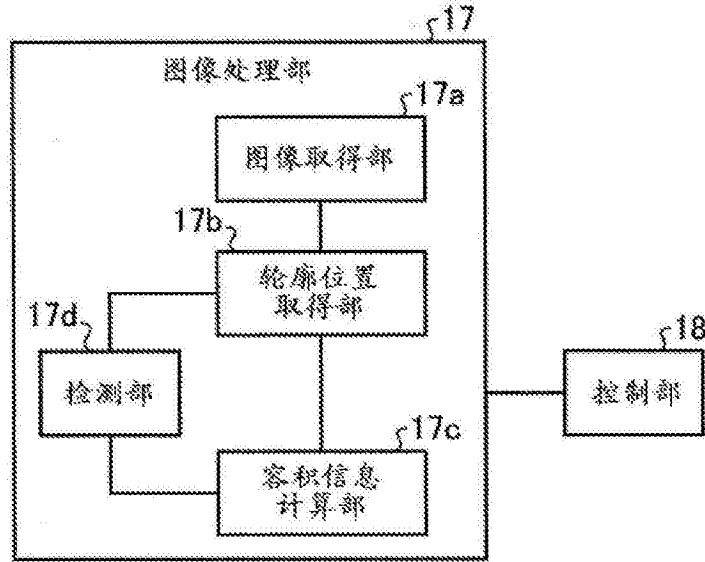 17
图像处理部
17a
图像取得部
17b
轮廓位置
取得部
17d
检测部
18
控制部
17c
容积信息
计算部